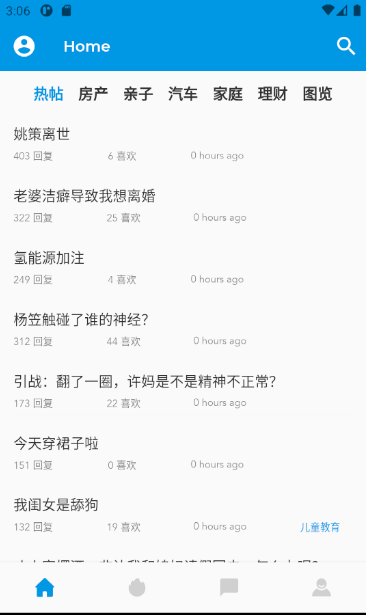 3:06
Home
热帖 房产 亲子 汽车 家庭 理财 图览
姚策离世
403 回复 6 喜欢 0 hours ago
老婆洁癖导致我想离婚
322 回复 25 喜欢 0 hours ago
氢能源加注
249 回复 4 喜欢 0 hours ago
杨笠触碰了谁的神经？
312 回复 44 喜欢 0 hours ago
引战：翻了一圈，许妈是不是精神不正常？
173 回复 22 喜欢 0 hours ago
今天穿裙子啦
151 回复 0 喜欢 0 hours ago
我闺女是舔狗
132 回复 19 喜欢 0 hours ago 儿童教育